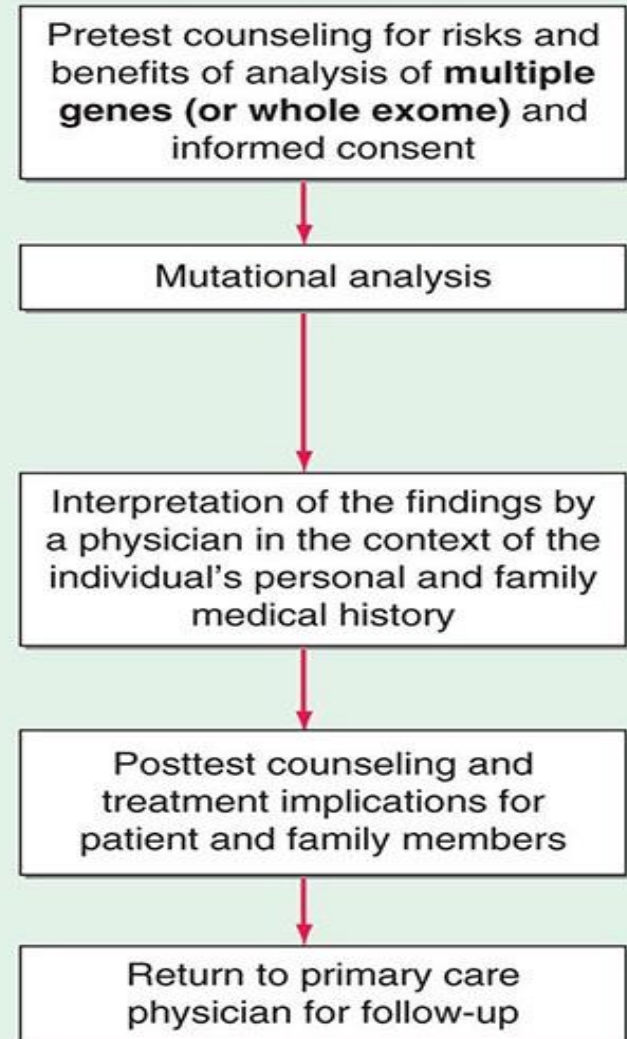 Pretest counseling for risks and
benefits of analysis of multiple
genes (or whole exome) and
informed consent
Mutational analysis
Interpretation of the findings by
a physician in the context of the
individual's personal and family
medical history
Posttest counseling and
treatment implications for
patient and family members
Return to primary care
physician for follow-up